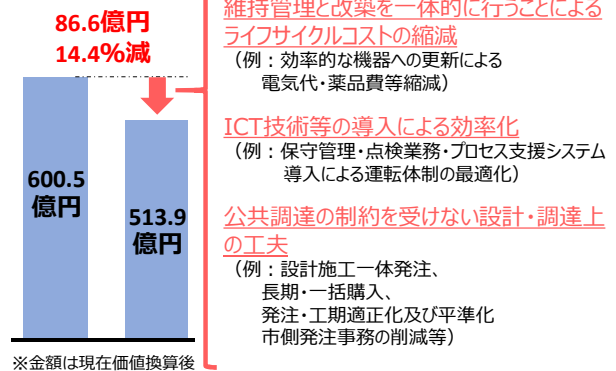 86.6億円
14.4%減
600.5
億円
513.9
億円
※金額は現在価値換算後
維持管理と改築を一体的に行うことによる
ライフサイクルコストの縮減
（例：効率的な機器への更新による
電気代・薬品費等縮減）
ICT技術等の導入による効率化
（例：保守管理・点検業務・プロセス支援システム
導入による運転体制の最適化）
公共調達の制約を受けない設計・調達上
の工夫
（例：設計施工一体発注、
長期・一括購入、
発注・工期適正化及び平準化
市側発注事務の削減等）